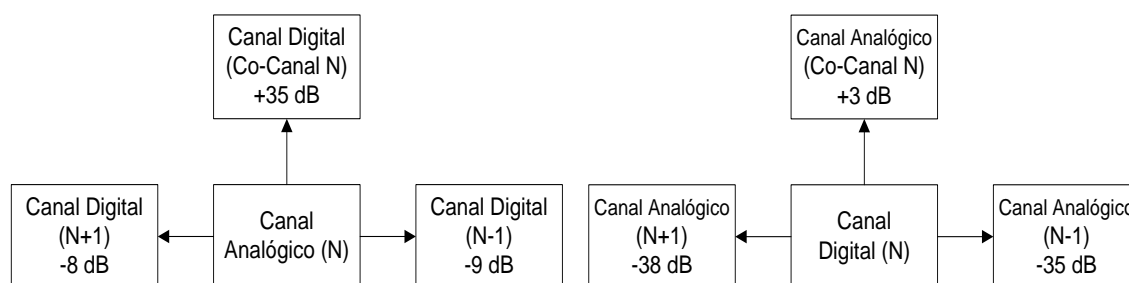 Canal Digital
(Co-Canal N)
+35 dB
Canal Digital
(N+1)
-8 dB
Canal
Analógico (N)
Canal Digital
(N-1)
-9 dB
Canal Analógico
(Co-Canal N)
+3 dB
Canal Analógico
(N+1)
-38 dB
Canal
Digital (N)
Canal Analógico
(N-1)
-35 dB